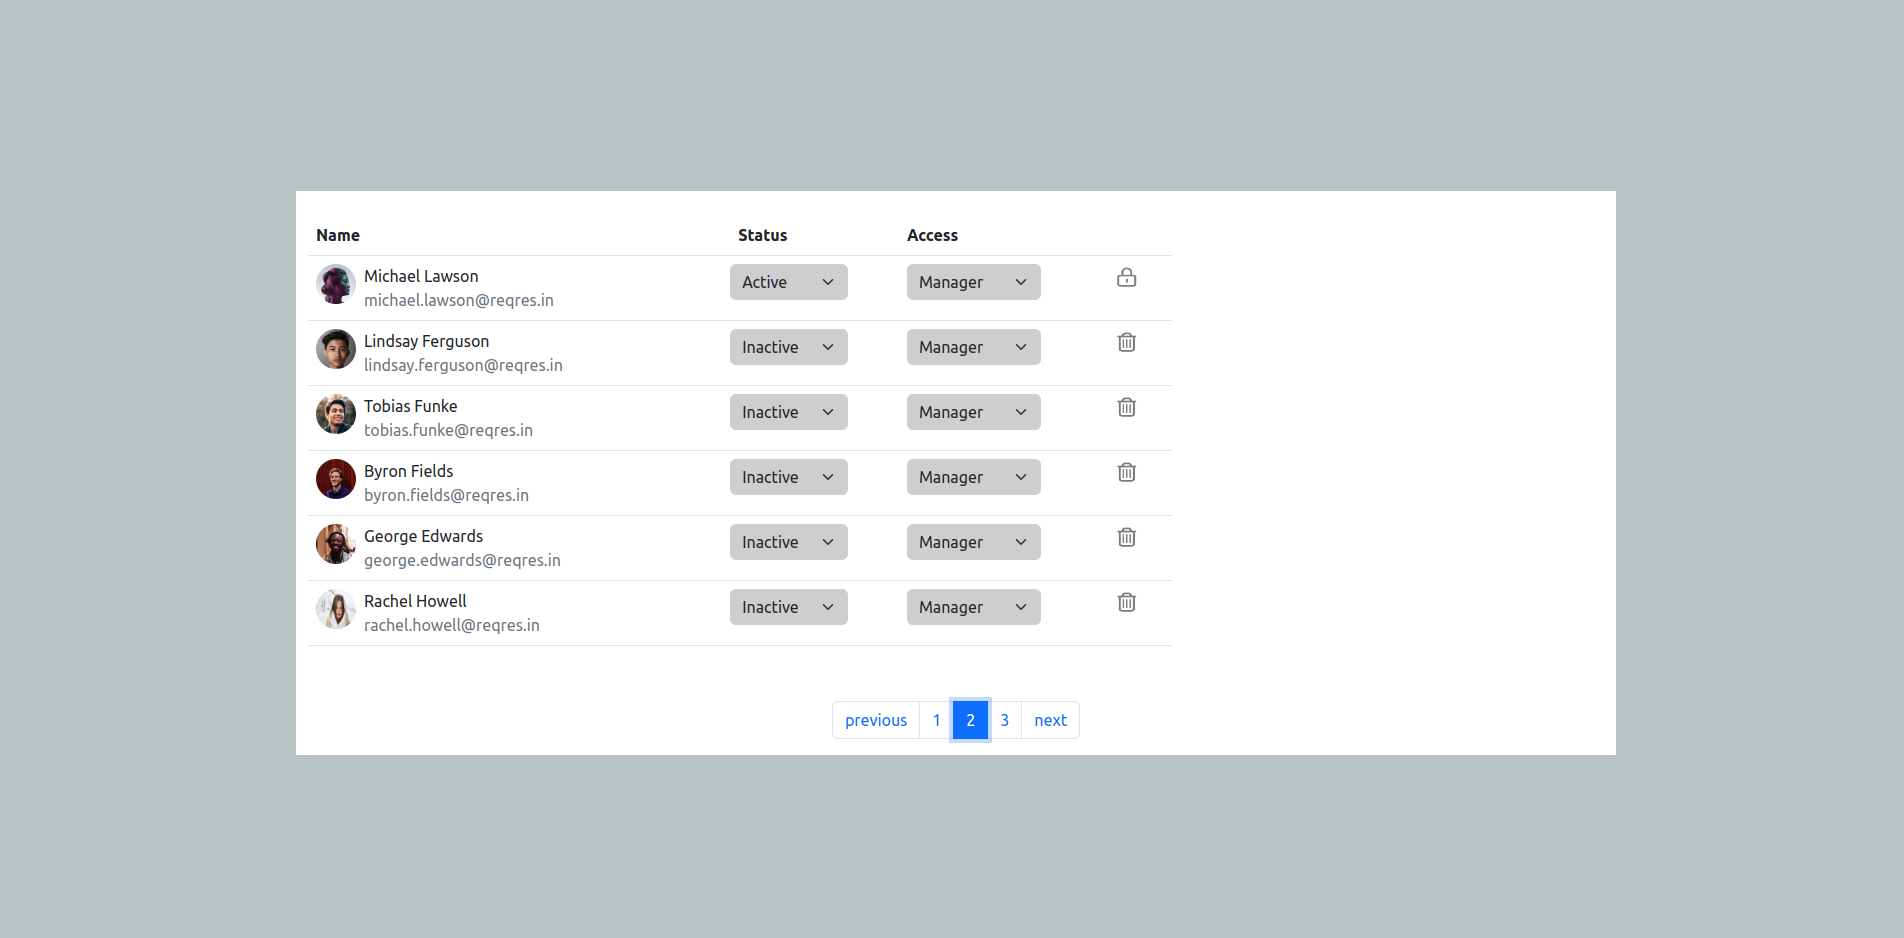 Name Status Access
Michael Lawson
michael.lawson@reqres.in
Active Manager
Lindsay Ferguson
lindsay.ferguson@reqres.in
Inactive Manager
Tobias Funke
tobias.funke@reqres.in
Inactive Manager
Byron Fields
byron.fields@reqres.in
Inactive Manager
George Edwards
george.edwards@reqres.in
Inactive Manager
Rachel Howell
rachel.howell@reqres.in
Inactive Manager
previous 1 2 3 next